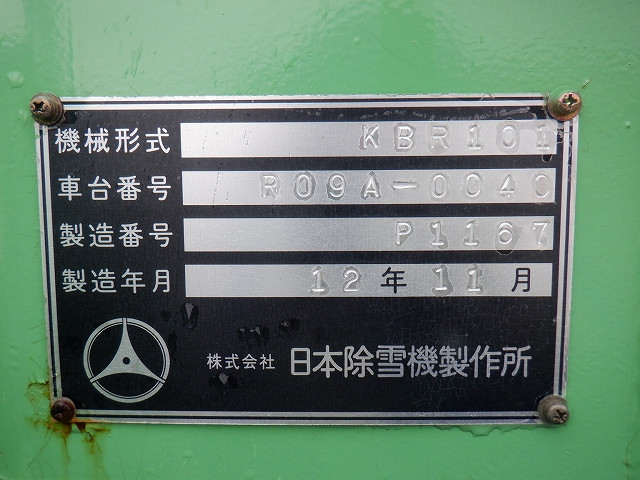 機械形式 KBR101
車台番号 R09A-0040
製造番号 P1167
製造年月 12年11月
株式会社 日本除雪機製作所